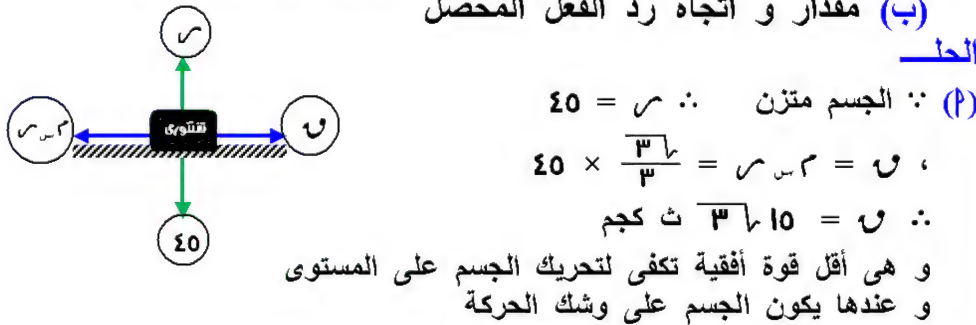 (ب) مقدار و اتجاه رد الفعل المحصل
الحل
(أ) ∵ الجسم متزن ∴ ر = ٤٥
، ق = م س ر = √٣/٣ × ٤٥
∴ ق = ١٥√٣ ث كجم
و هى أقل قوة أفقية تكفى لتحريك الجسم على المستوى
و عندها يكون الجسم على وشك الحركة
ر
م س ر
شنتورى
ق
٤٥